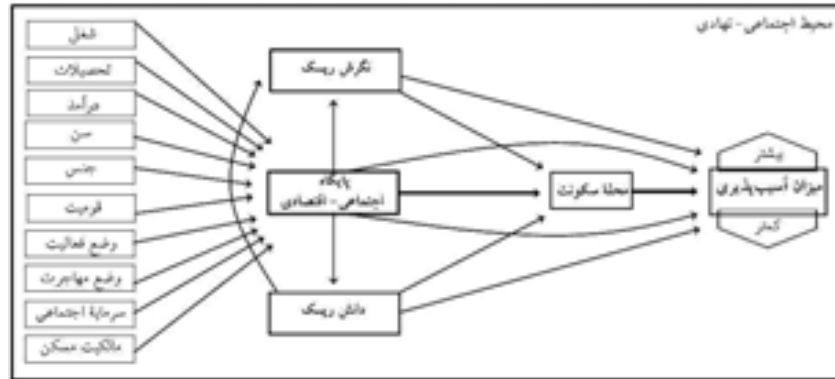 محیط اجتماعی - نهادی
شغل
تحصیلات
درآمد
سن
جنس
قومیت
وضع فعالیت
وضع مهاجرت
سرمایهٔ اجتماعی
مالکیت مسکن
نگرش ریسک
پایگاه
اجتماعی - اقتصادی
دانش ریسک
محلهٔ سکونت
بیشتر
میزان آسیب‌پذیری
کمتر